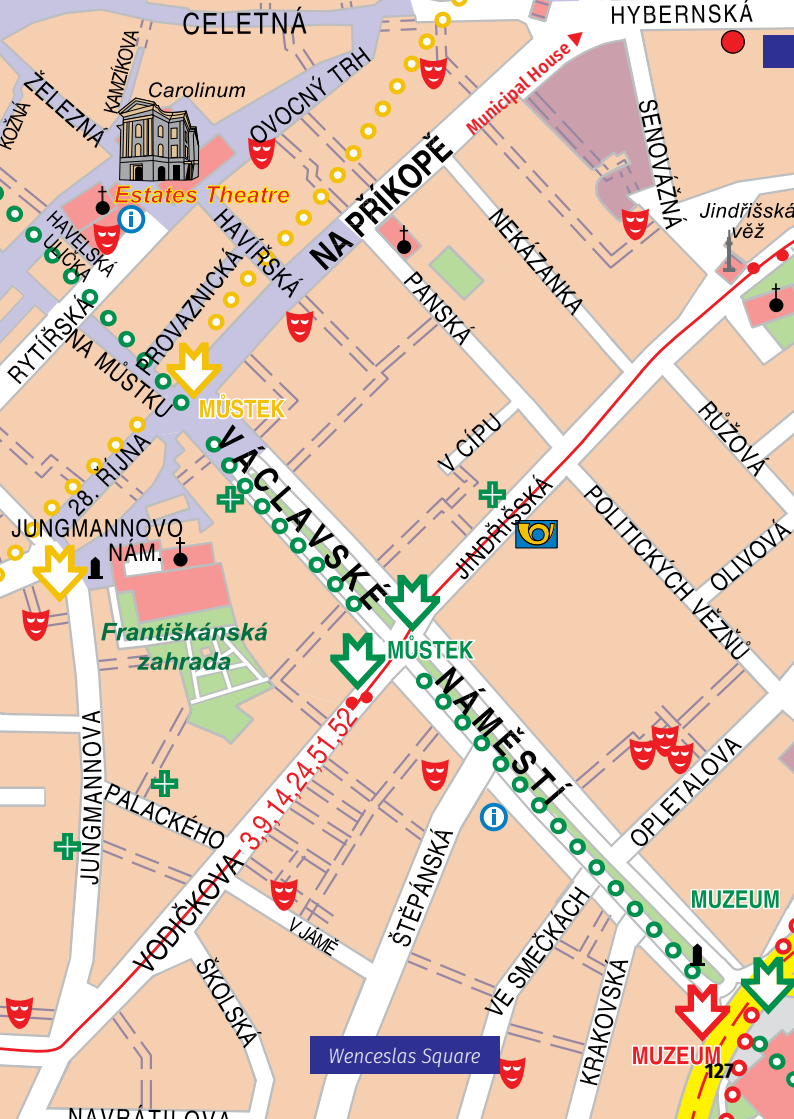 CELETNÁ
HYBERNSKÁ
KAMZÍKOVA
ŽELEZNÁ
KOŽNÁ
Carolinum
OVOCNÝ TRH
Municipal House
SENOVÁŽNÁ
Estates Theatre
i
NA PŘÍKOPĚ
Jindřišská
věž
HAVELSKÁ
ULIČKA
HAVÍŘSKÁ
NEKÁZANKA
PROVAZNICKÁ
PANSKÁ
RYTÍŘSKÁ
NA MŮSTKU
MŮSTEK
RŮŽOVÁ
V CÍPU
28. ŘÍJNA
VÁCLAVSKÉ
JINDŘIŠSKÁ
POLITICKÝCH VĚZŇŮ
OLIVOVÁ
JUNGMANNOVO
NÁM.
Františkánská
zahrada
MŮSTEK
NÁMĚSTÍ
3,9,14,24,51,52
JUNGMANNOVA
PALACKÉHO
OPLETALOVA
i
VODIČKOVA
ŠTĚPÁNSKÁ
V JÁMĚ
VE SMEČKÁCH
MUZEUM
ŠKOLSKÁ
KRAKOVSKÁ
Wenceslas Square
MUZEUM
127
NAVRÁTILOVA